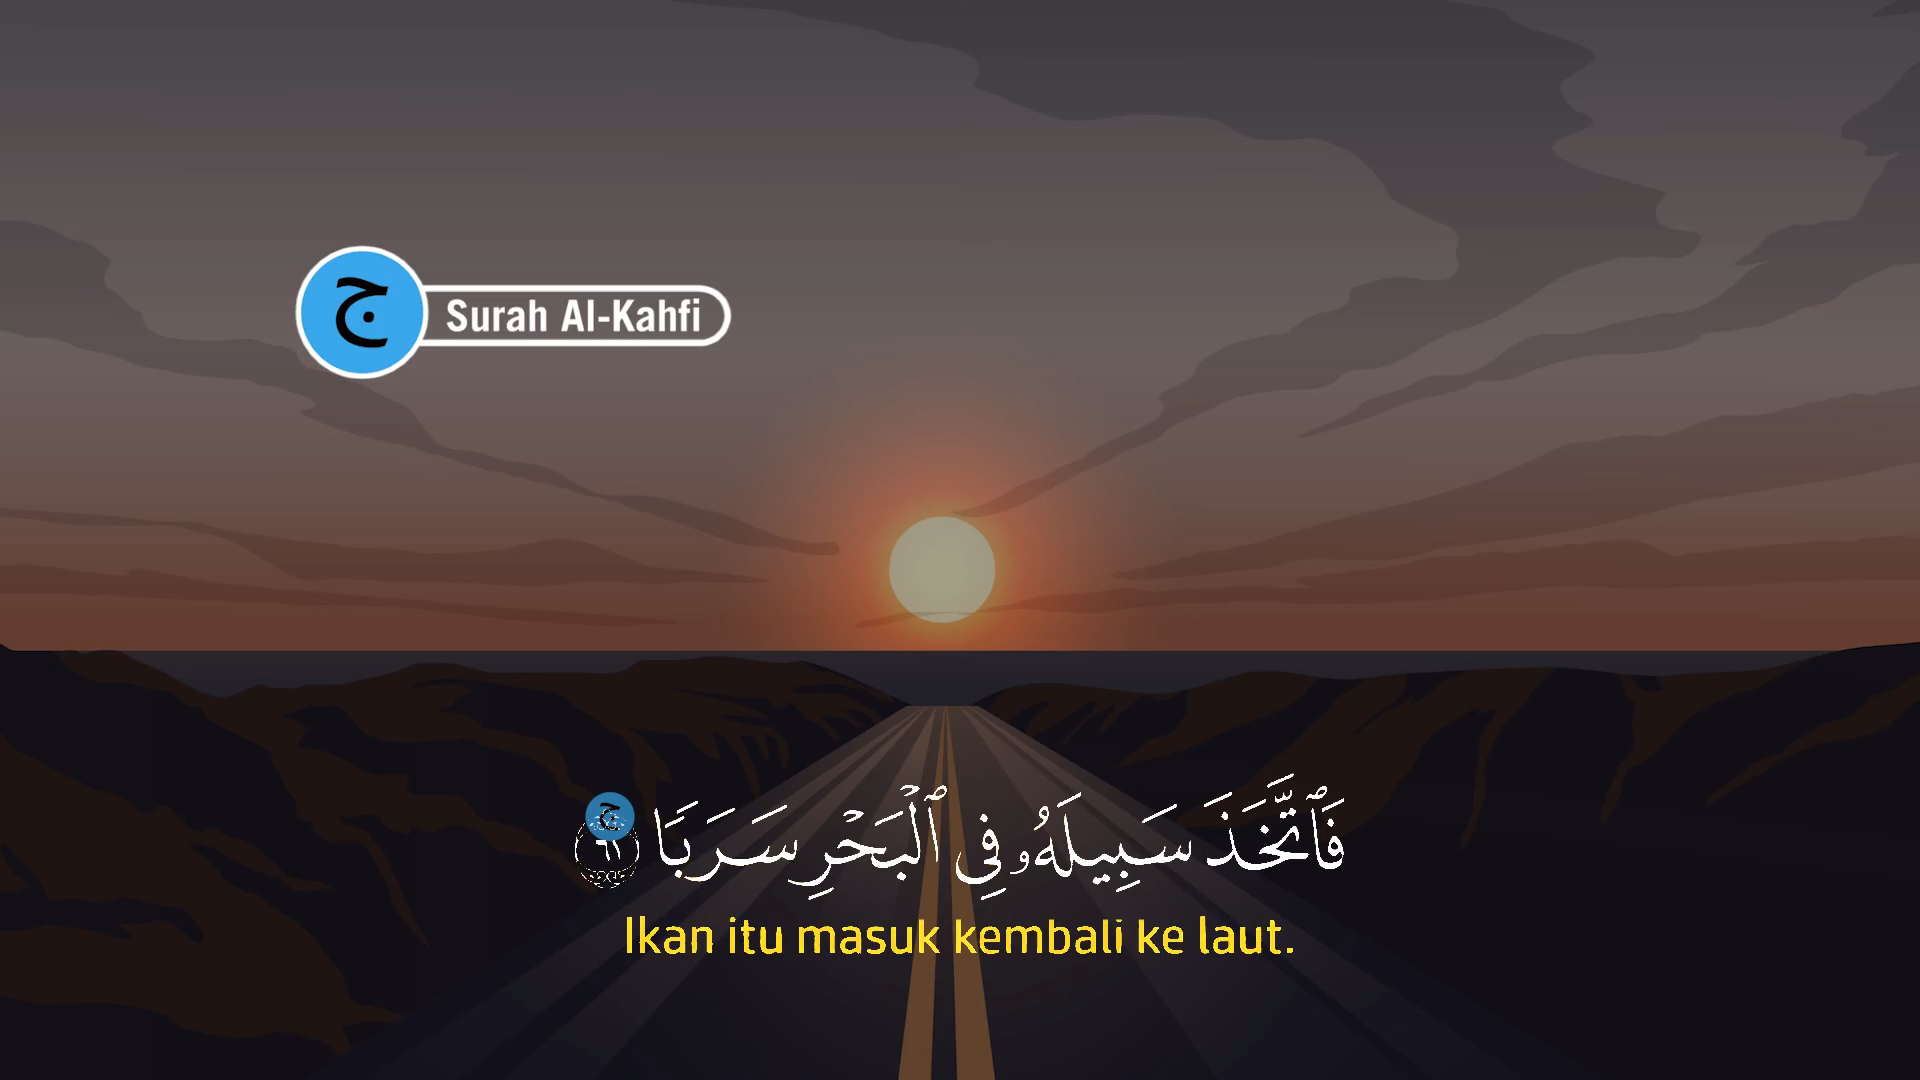 ج
Surah Al-Kahfi
فَٱتَّخَذَ سَبِيلَهُۥ فِى ٱلْبَحْرِ سَرَبًا ٦١
ج
Ikan itu masuk kembali ke laut.